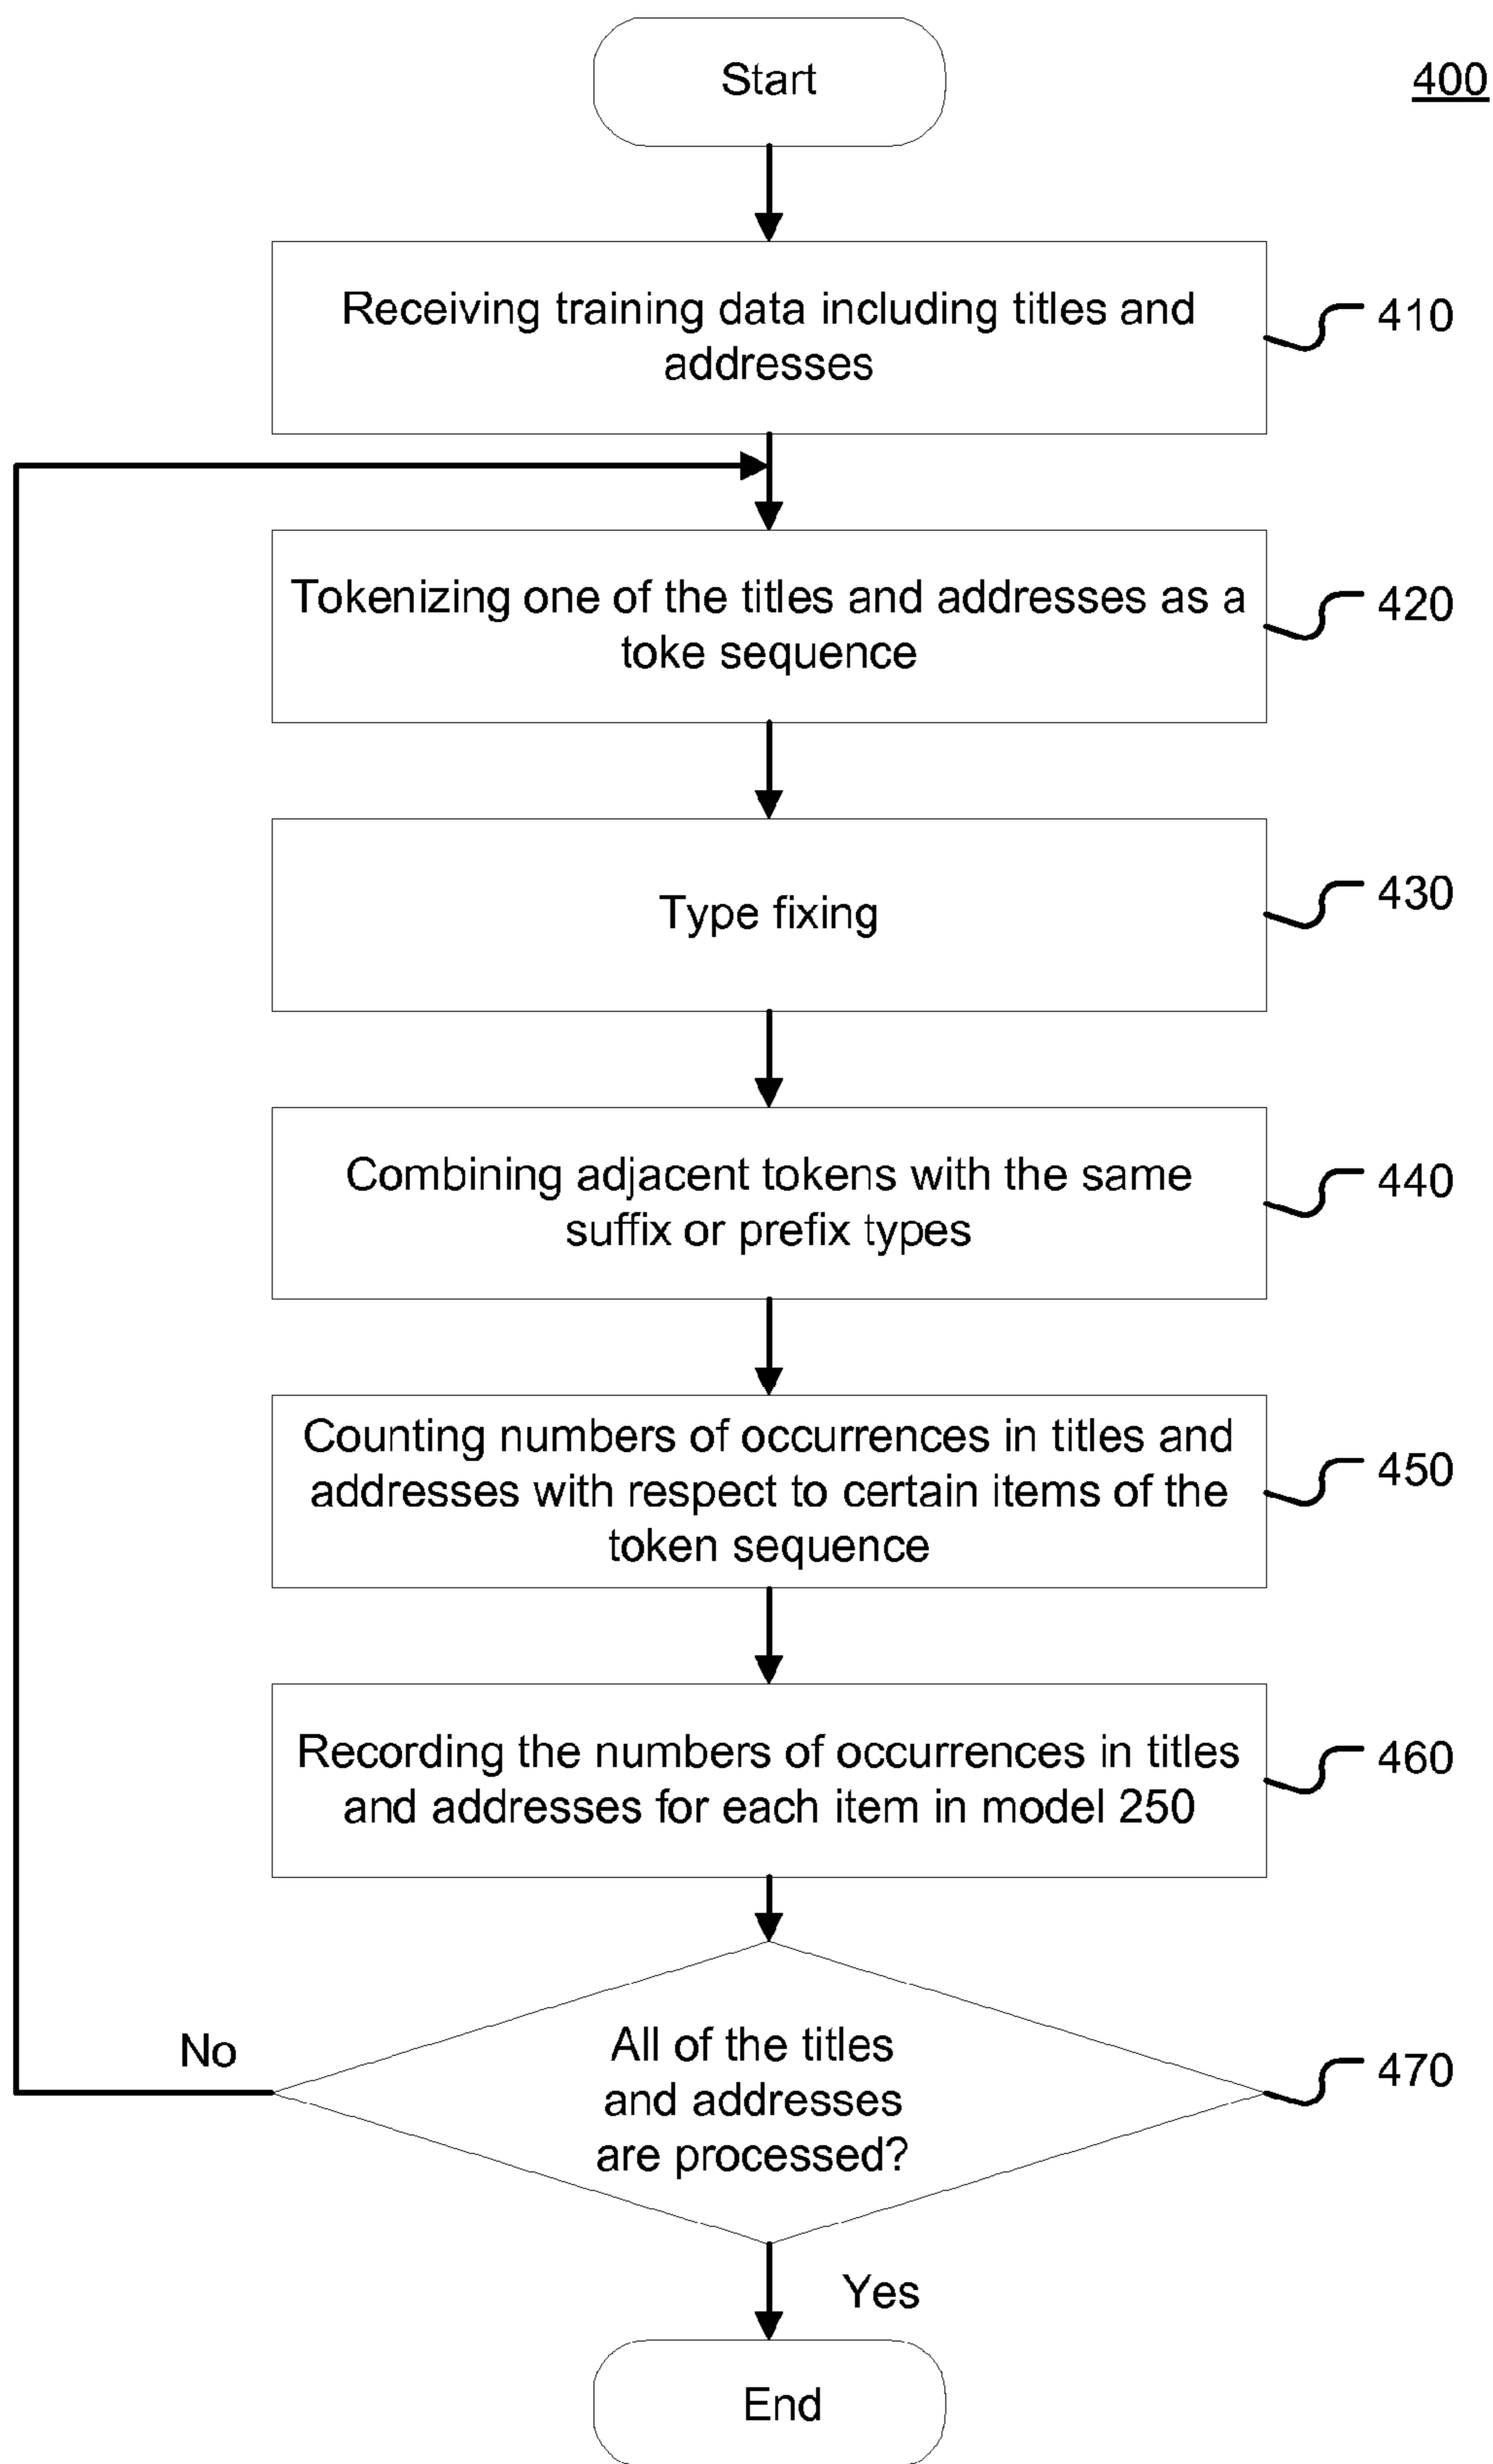 Start
400
Receiving training data including titles and
addresses
410
Tokenizing one of the titles and addresses as a
toke sequence
420
Type fixing
430
Combining adjacent tokens with the same
suffix or prefix types
440
Counting numbers of occurrences in titles and
addresses with respect to certain items of the
token sequence
450
Recording the numbers of occurrences in titles
and addresses for each item in model 250
460
No
All of the titles
and addresses
are processed?
470
Yes
End